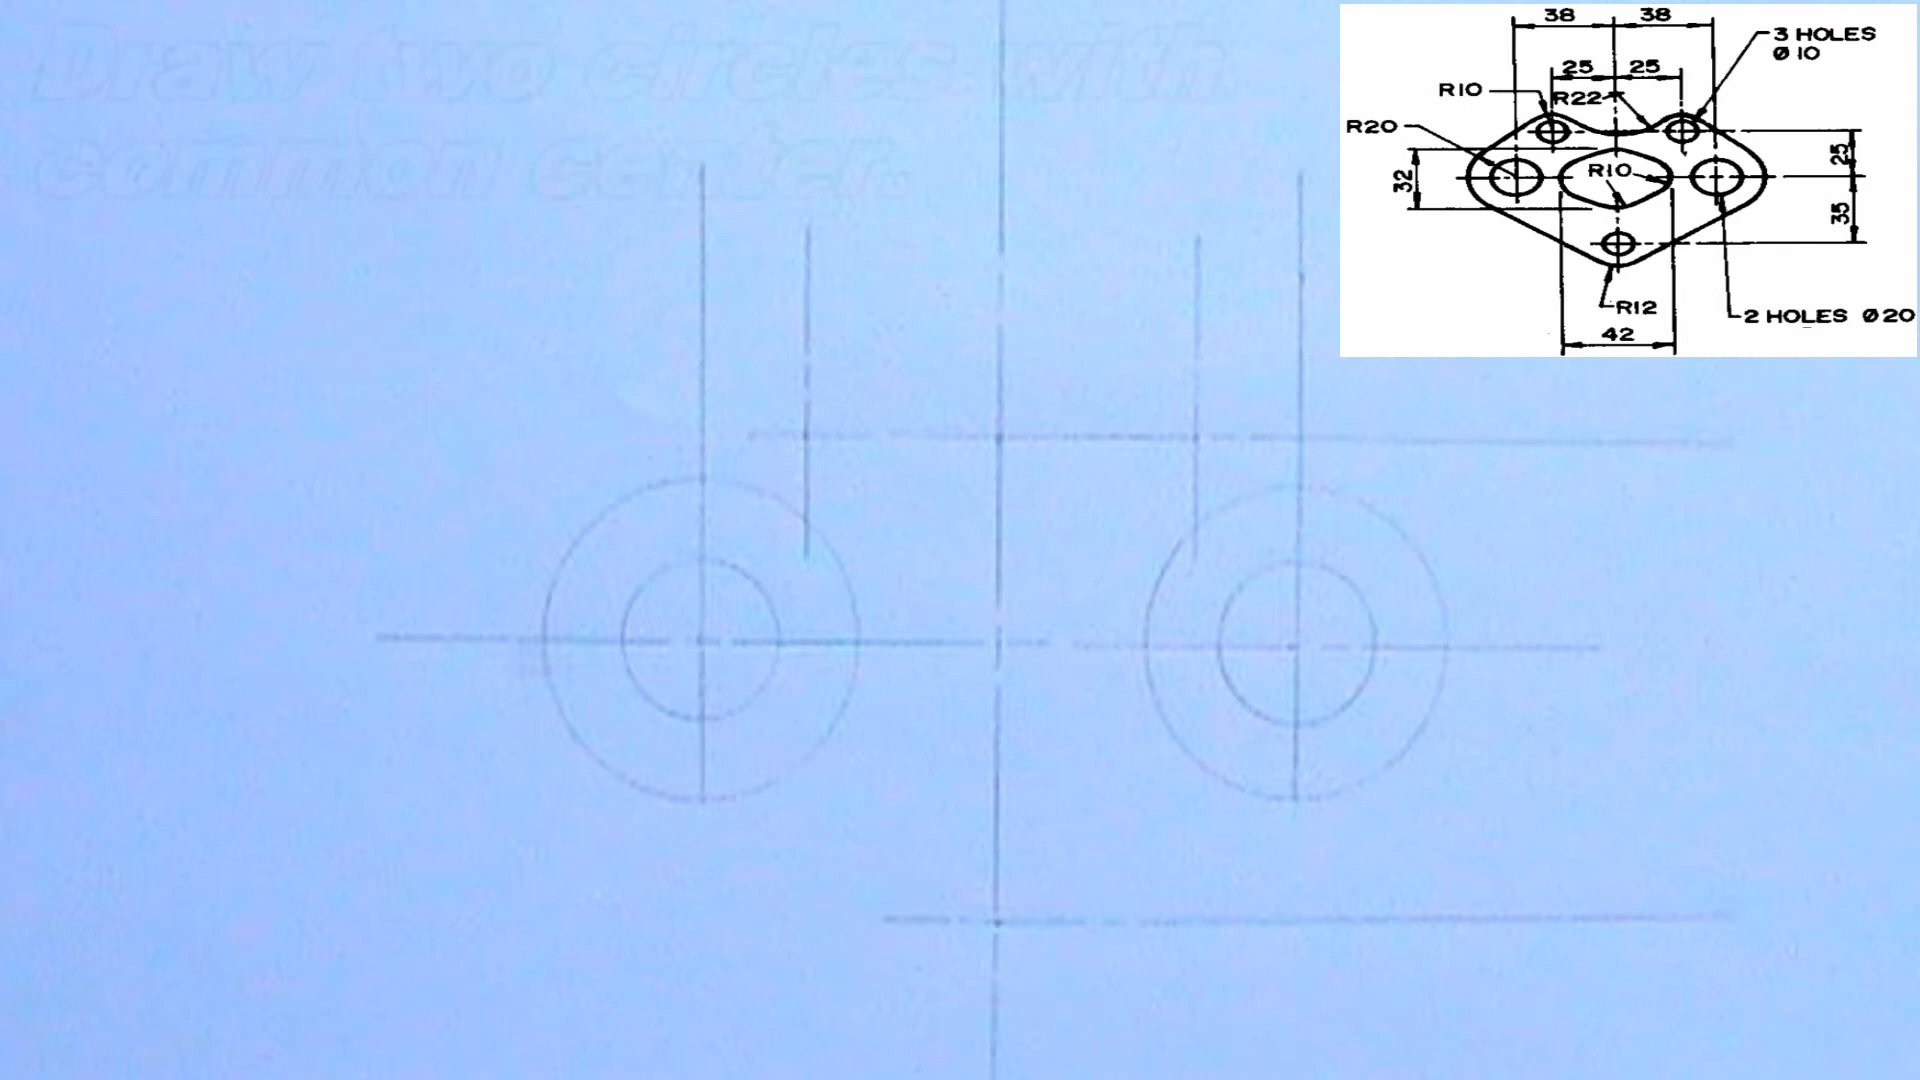 Draw two circles with
common center.
38 38
3 HOLES
Ø 10
25 25
R10
R22
R20
25
32
R10
35
R12
2 HOLES Ø 20
42